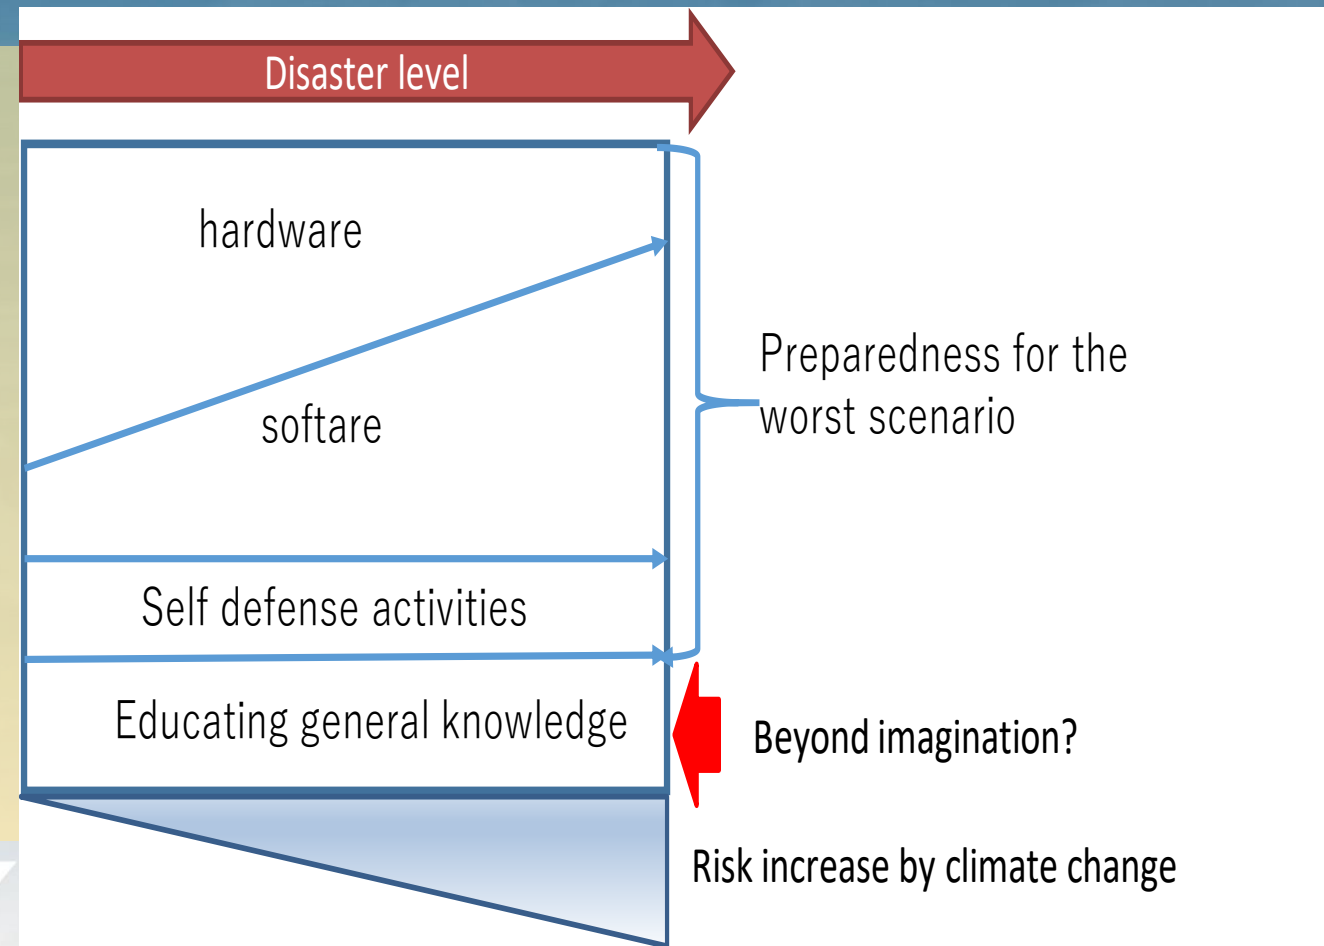 Disaster level
hardware
softare
Preparedness for the
worst scenario
Self defense activities
Educating general knowledge
Beyond imagination?
Risk increase by climate change